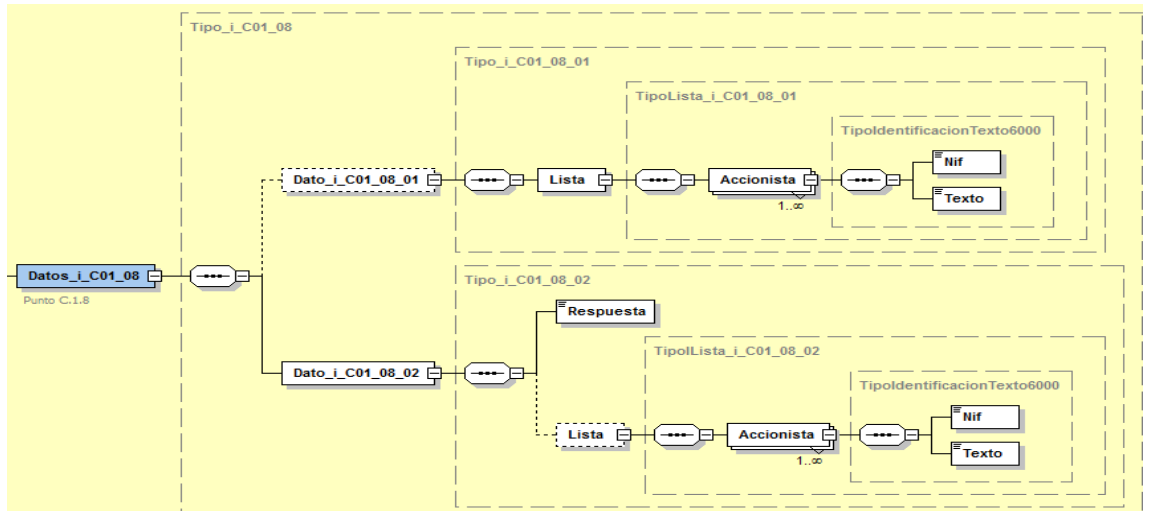 Tipo_i_C01_08
Tipo_i_C01_08_01
TipoLista_i_C01_08_01
TipoIdentificacionTexto6000
Nif
Dato_i_C01_08_01
Lista
Accionista
Texto
1..∞
Datos_i_C01_08
Punto C.1.8
Tipo_i_C01_08_02
Respuesta
TipolLista_i_C01_08_02
Dato_i_C01_08_02
TipoIdentificacionTexto6000
Nif
Lista
Accionista
Texto
1..∞